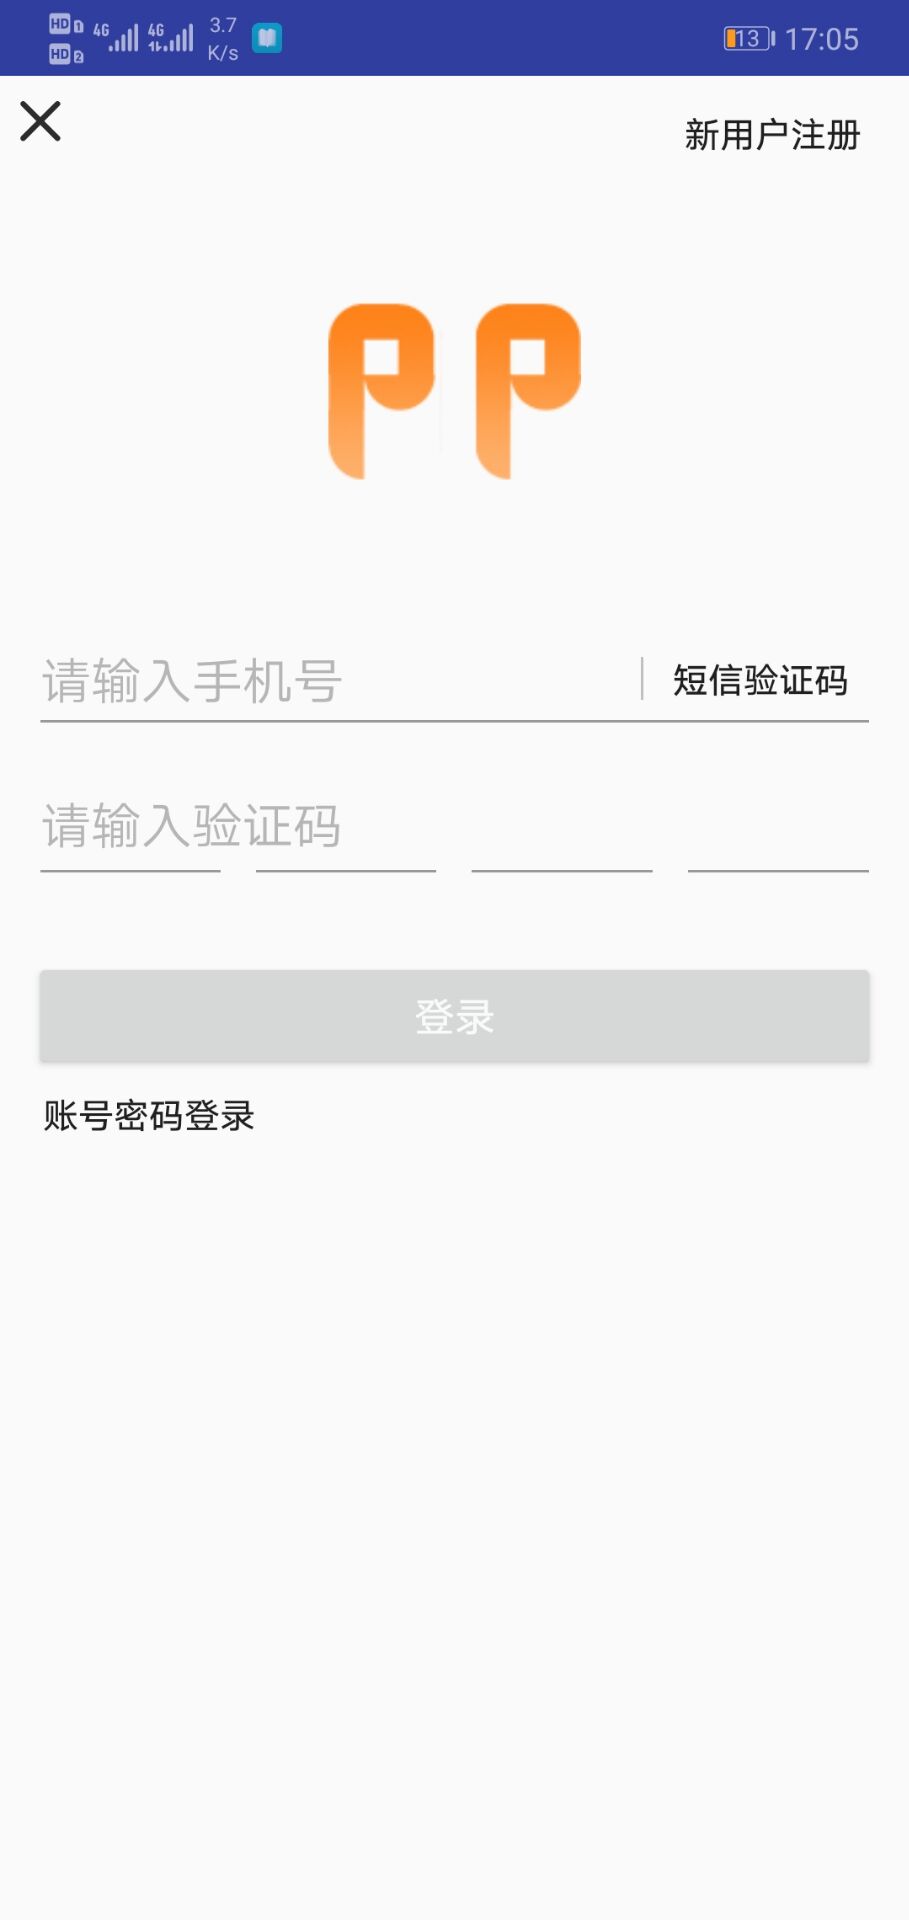 HD 1 4G 4G 3.7
HD 2 K/s
13 17:05
新用户注册
PP
请输入手机号 短信验证码
请输入验证码
登录
账号密码登录